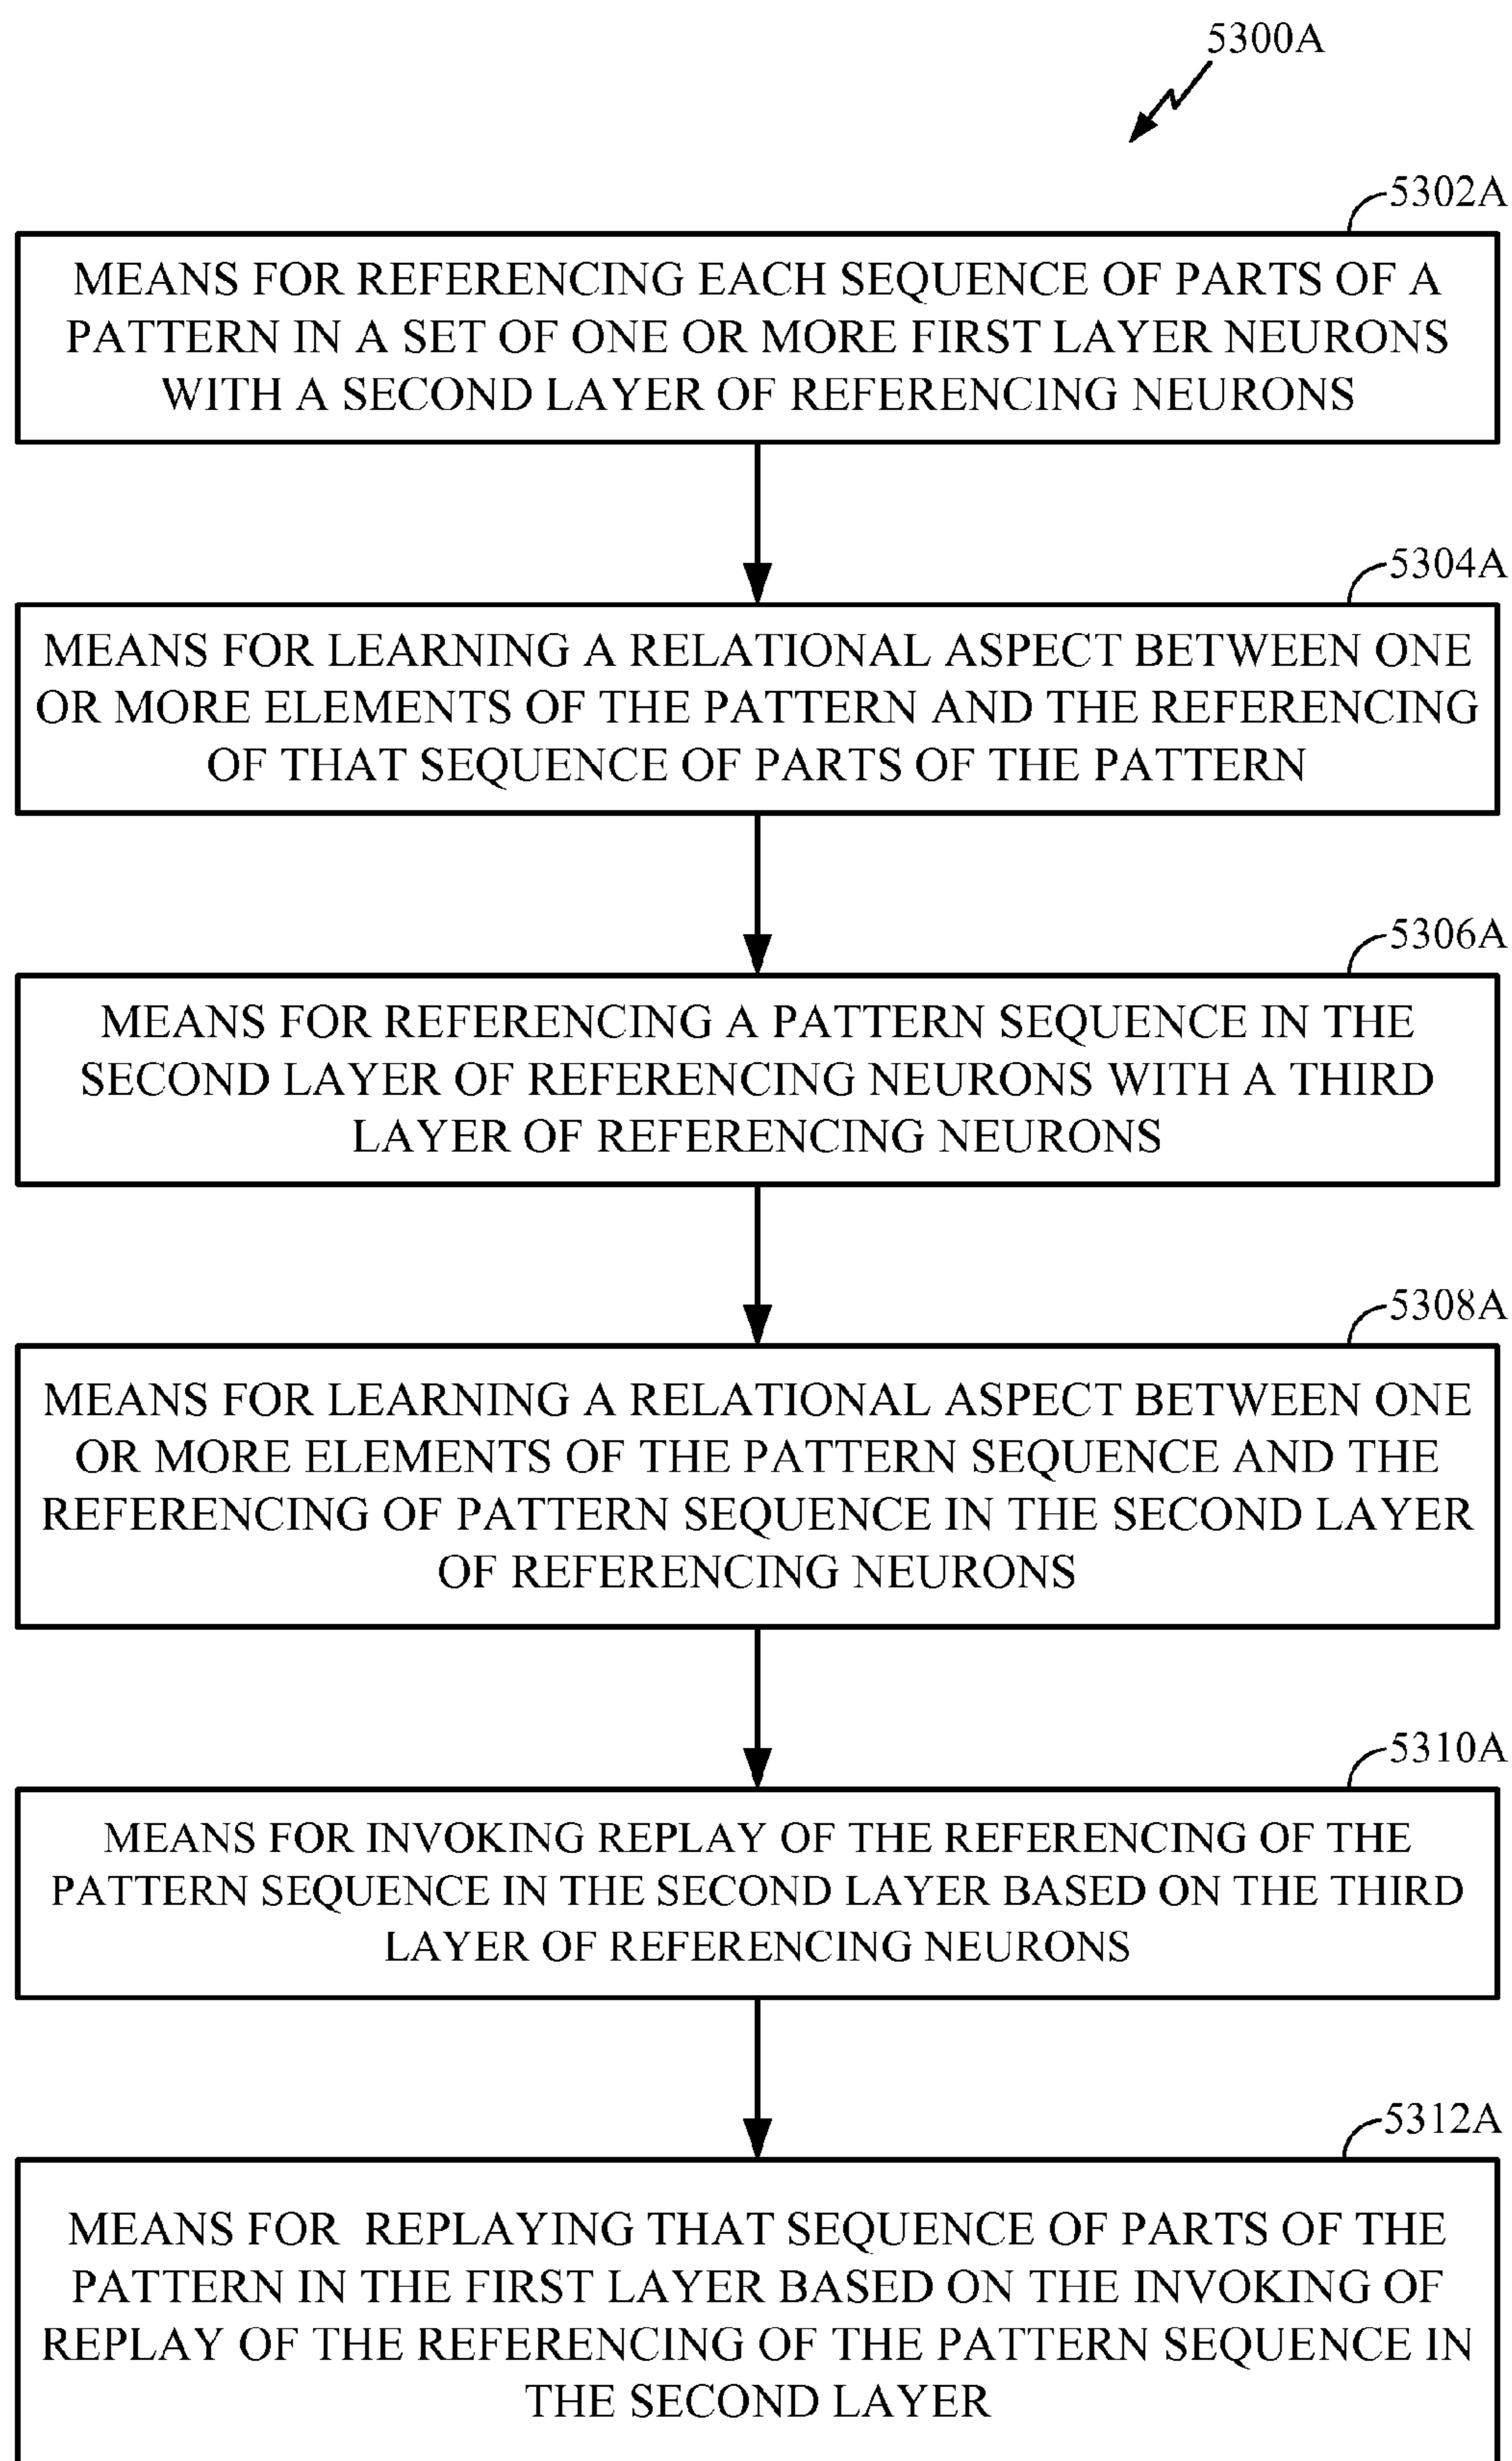 5300A
5302A
MEANS FOR REFERENCING EACH SEQUENCE OF PARTS OF A
PATTERN IN A SET OF ONE OR MORE FIRST LAYER NEURONS
WITH A SECOND LAYER OF REFERENCING NEURONS
5304A
MEANS FOR LEARNING A RELATIONAL ASPECT BETWEEN ONE
OR MORE ELEMENTS OF THE PATTERN AND THE REFERENCING
OF THAT SEQUENCE OF PARTS OF THE PATTERN
5306A
MEANS FOR REFERENCING A PATTERN SEQUENCE IN THE
SECOND LAYER OF REFERENCING NEURONS WITH A THIRD
LAYER OF REFERENCING NEURONS
5308A
MEANS FOR LEARNING A RELATIONAL ASPECT BETWEEN ONE
OR MORE ELEMENTS OF THE PATTERN SEQUENCE AND THE
REFERENCING OF PATTERN SEQUENCE IN THE SECOND LAYER
OF REFERENCING NEURONS
5310A
MEANS FOR INVOKING REPLAY OF THE REFERENCING OF THE
PATTERN SEQUENCE IN THE SECOND LAYER BASED ON THE THIRD
LAYER OF REFERENCING NEURONS
5312A
MEANS FOR REPLAYING THAT SEQUENCE OF PARTS OF THE
PATTERN IN THE FIRST LAYER BASED ON THE INVOKING OF
REPLAY OF THE REFERENCING OF THE PATTERN SEQUENCE IN
THE SECOND LAYER